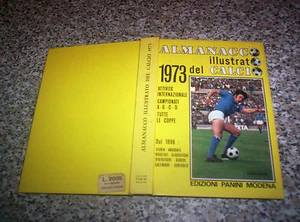 ALMANACCO ILLUSTRATO DEL CALCIO 1973
L. 2000
ALMANACCO
illustrato
1973 del CALCIO
ATTIVITÀ
INTERNAZIONALE
CAMPIONATI
A-B-C-D
TUTTE
LE COPPE
Dal 1898
EDIZIONI PANINI MODENA